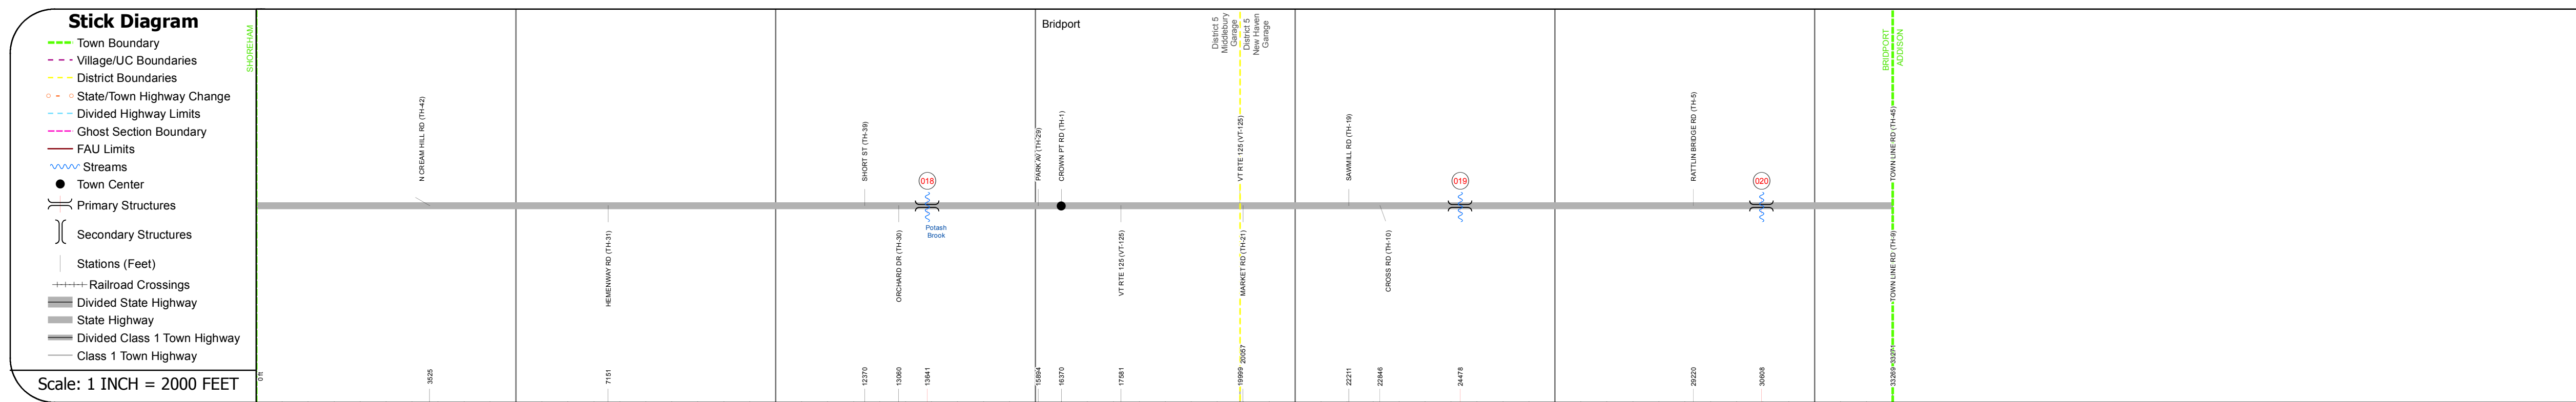 Stick Diagram
Town Boundary
Village/UC Boundaries
District Boundaries
State/Town Highway Change
Divided Highway Limits
Ghost Section Boundary
FAU Limits
Streams
Town Center
Primary Structures
Secondary Structures
Stations (Feet)
Railroad Crossings
Divided State Highway
State Highway
Divided Class 1 Town Highway
Class 1 Town Highway
Scale: 1 INCH = 2000 FEET
SHOREHAM
Bridport
District 5
Middlebury
Garage
District 5
New Haven
Garage
BRIDPORT
ADDISON
N CREAM HILL RD (TH-42)
SHORT ST (TH-39)
PARK AV (TH-29)
CROWN PT RD (TH-1)
VT RTE 125 (VT-125)
SAWMILL RD (TH-19)
RATTLIN BRIDGE RD (TH-5)
TOWN LINE RD (TH-45)
018
019
020
Potash
Brook
HEMENWAY RD (TH-31)
ORCHARD DR (TH-30)
VT RTE 125 (VT-125)
MARKET RD (TH-21)
CROSS RD (TH-10)
TOWN LINE RD (TH-9)
0 ft
3525
7151
12370
13060
13641
15894
16370
17581
19999
20057
22211
22846
24478
29220
30608
33269
33271